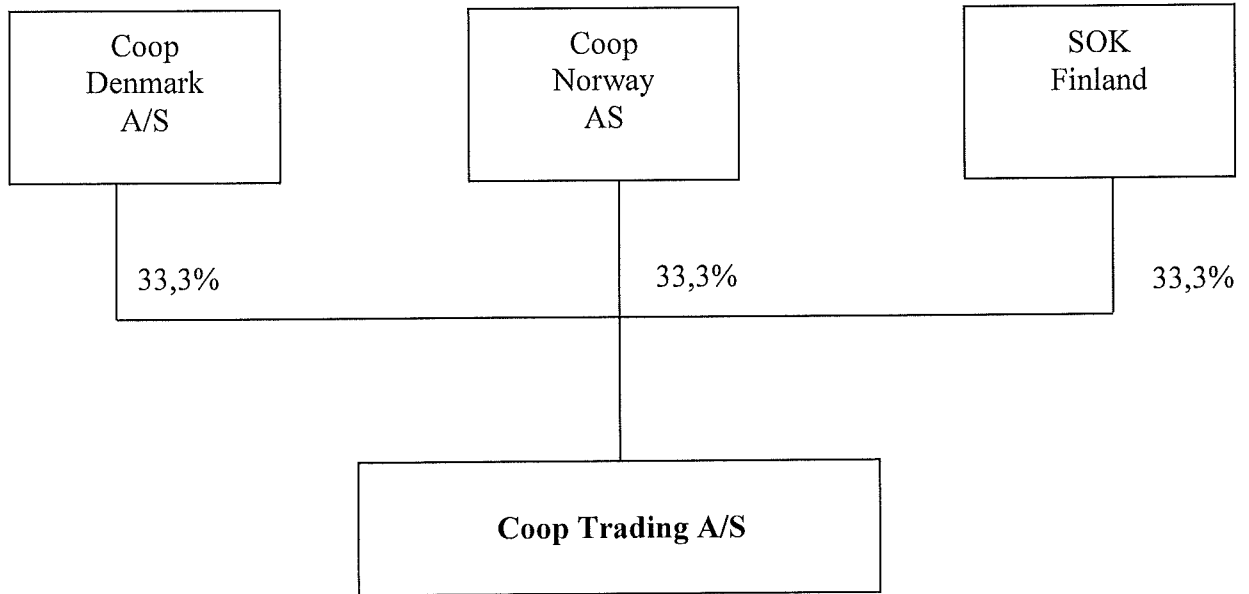 Coop
Denmark
A/S
Coop
Norway
AS
SOK
Finland
33,3%
33,3%
33,3%
Coop Trading A/S